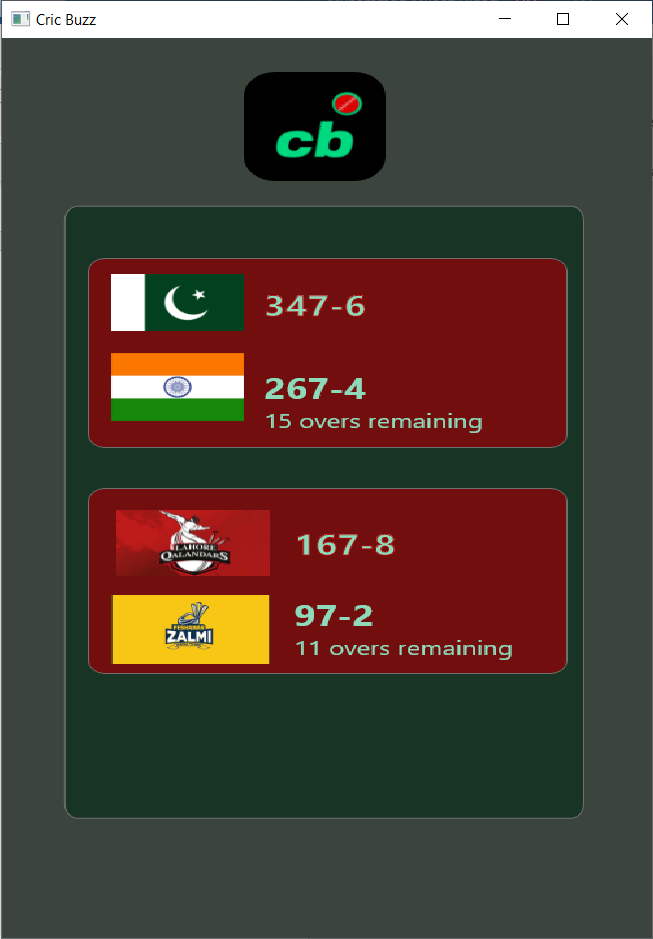 Cric Buzz
cb
347-6
267-4
15 overs remaining
LAHORE
QALANDARS
167-8
PESHAWAR
ZALMI
97-2
11 overs remaining